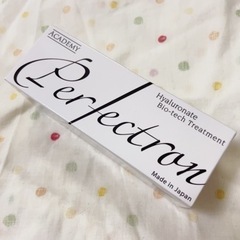 ACADEMY
Perfectron
Hyaluronate
Bio-tech Treatment
Made in Japan